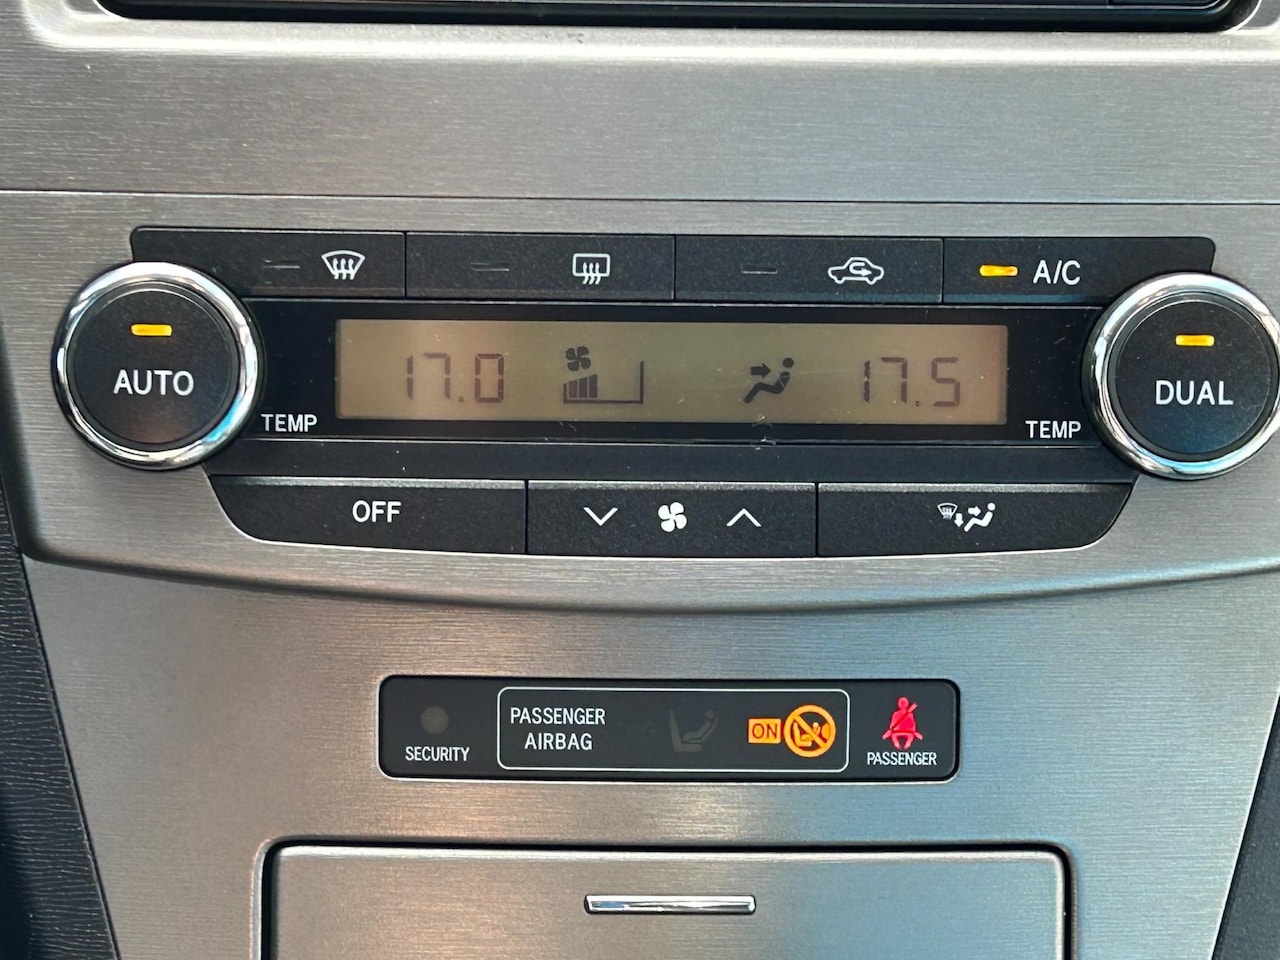 A/C
AUTO
17.0
17.5
DUAL
TEMP
TEMP
OFF
PASSENGER
AIRBAG
ON
SECURITY
PASSENGER